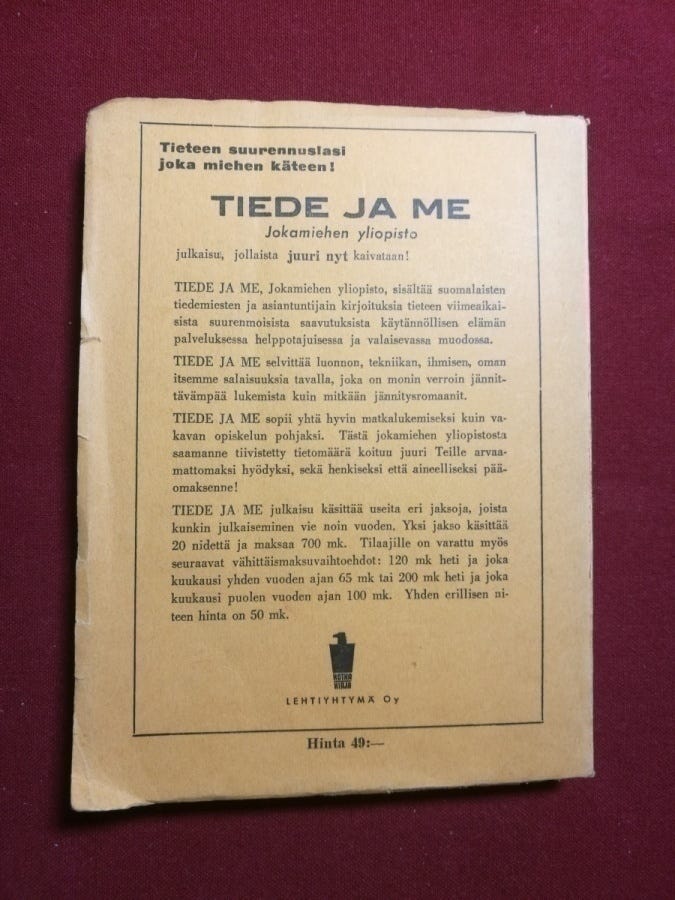 Tieteen suurennuslasi
joka miehen käteen!
TIEDE JA ME
Jokamiehen yliopisto
julkaisu, jollaista juuri nyt kaivataan!
TIEDE JA ME, Jokamiehen yliopisto, sisältää suomalaisten
tiedemiesten ja asiantuntijain kirjoituksia tieteen viimeaikai-
sista suurenmoisista saavutuksista käytännöllisen elämän
palveluksessa helppotajuisessa ja valaisevassa muodossa.
TIEDE JA ME selvittää luonnon, tekniikan, ihmisen, oman
itsemme salaisuuksia tavalla, joka on monin verroin jännit-
tävämpää lukemista kuin mitkään jännitysromaanit.
TIEDE JA ME sopii yhtä hyvin matkalukemiseksi kuin va-
kavan opiskelun pohjaksi. Tästä jokamiehen yliopistosta
saamanne tiivistetty tietomäärä koituu juuri Teille arvaa-
mattomaksi hyödyksi, sekä henkiseksi että aineelliseksi pää-
omaksenne!
TIEDE JA ME julkaisu käsittää useita eri jaksoja, joista
kunkin julkaiseminen vie noin vuoden. Yksi jakso käsittää
20 nidettä ja maksaa 700 mk. Tilaajille on varattu myös
seuraavat vähittäismaksuvaihtoehdot: 120 mk heti ja joka
kuukausi yhden vuoden ajan 65 mk tai 200 mk heti ja joka
kuukausi puolen vuoden ajan 100 mk. Yhden erillisen ni-
teen hinta on 50 mk.
KOTKA
KIRJA
LEHTIYHTYMÄ Oy
Hinta 49:—